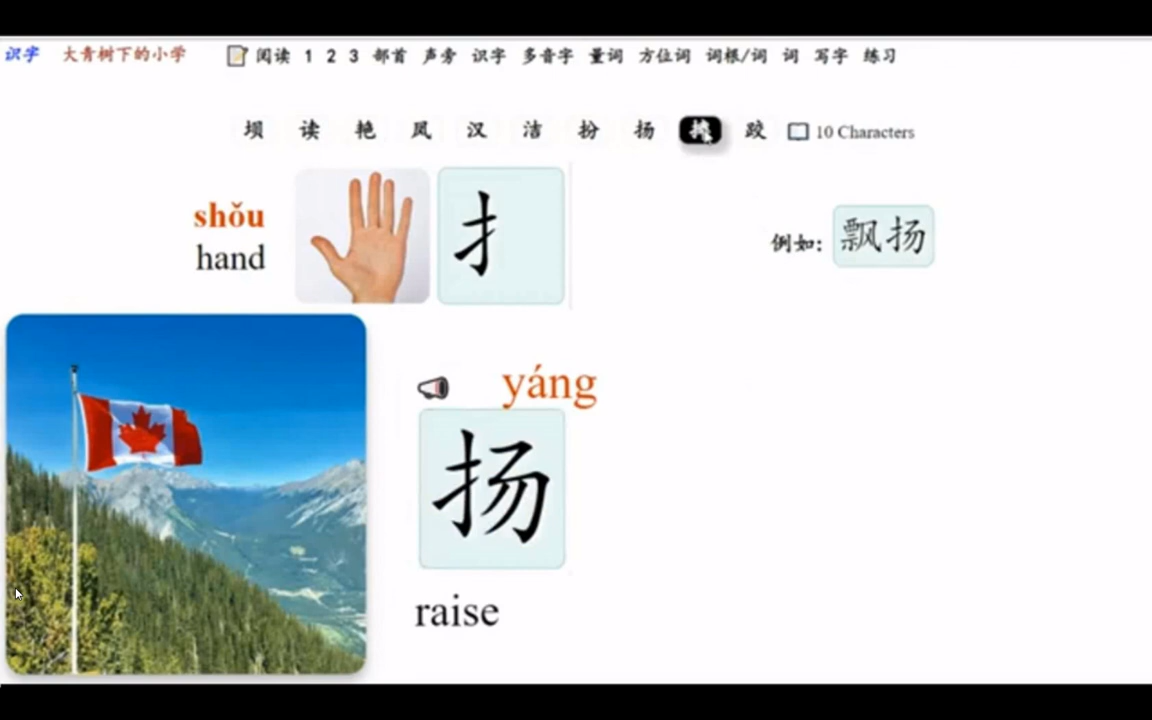 识字 大青树下的小学 阅读 1 2 3 部首 声旁 识字 多音字 量词 方位词 词根/词 词 写字 练习
坝 读 艳 凤 汉 洁 扮 扬 摔 跤 10 Characters
shǒu
hand
扌
例如: 飘扬
yáng
扬
raise